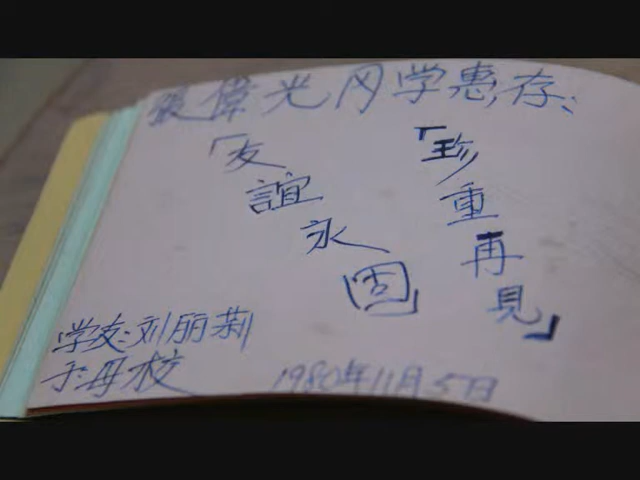 張偉光同学惠存:
「友誼永固」
「珍重再見」
学友:刘丽莉
于母校
1980年11月5日